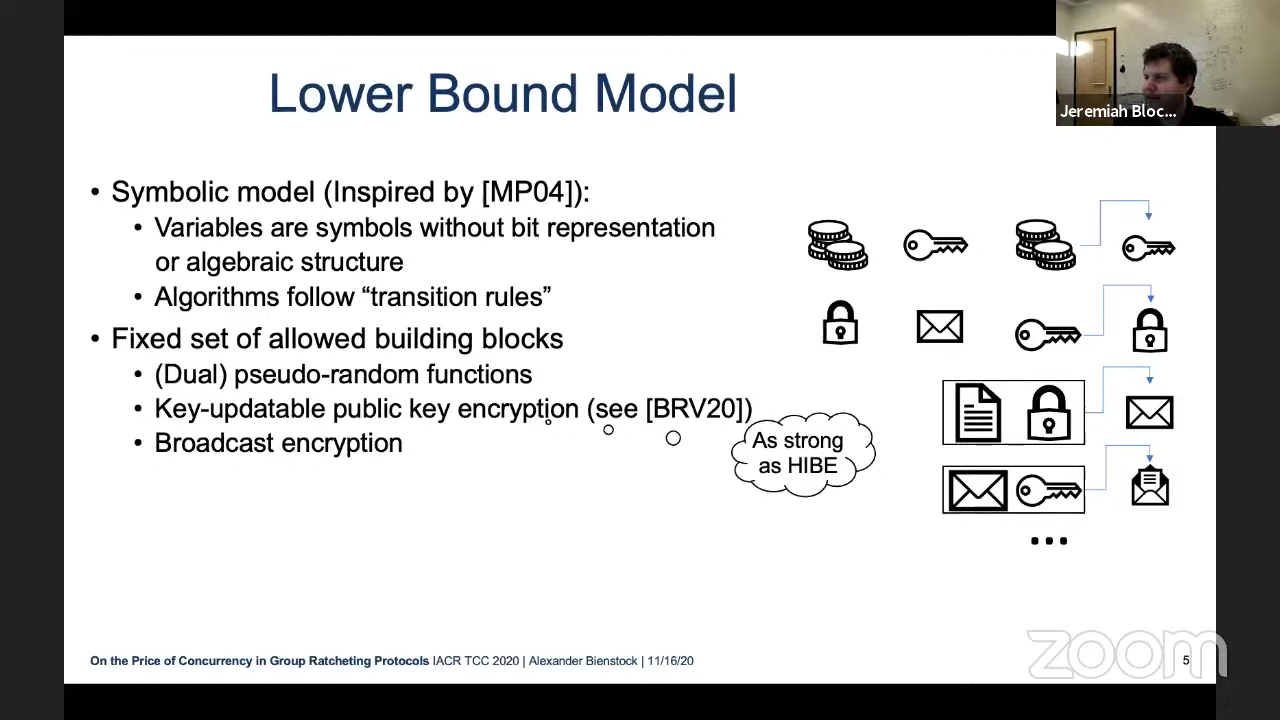 Lower Bound Model
Jeremiah Bloc...
• Symbolic model (Inspired by [MP04]):
• Variables are symbols without bit representation
or algebraic structure
• Algorithms follow “transition rules”
• Fixed set of allowed building blocks
• (Dual) pseudo-random functions
• Key-updatable public key encryption (see [BRV20])
• Broadcast encryption
As strong
as HIBE
...
On the Price of Concurrency in Group Ratcheting Protocols IACR TCC 2020 | Alexander Bienstock | 11/16/20
5
zoom